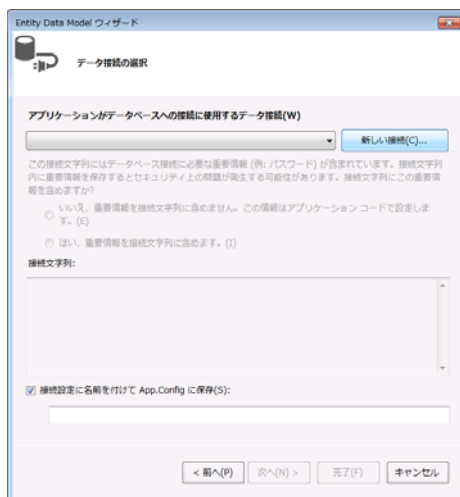 Entity Data Model ウィザード
データ接続の選択
アプリケーションがデータベースへの接続に使用するデータ接続(W)
新しい接続(C)...
この接続文字列にはデータベース接続に必要な重要情報 (例: パスワード) が含まれています。接続文字列
内に重要情報を保存するとセキュリティ上の問題が発生する可能性があります。接続文字列にこの重要情
報を含めますか?
いいえ、重要情報を接続文字列に含めません。この情報はアプリケーション コードで設定しま
す。(E)
はい、重要情報を接続文字列に含めます。(I)
接続文字列:
接続設定に名前を付けて App.Config に保存(S):
< 前へ(P)
次へ(N) >
完了(F)
キャンセル